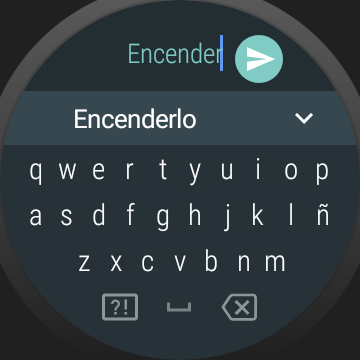 Encender
Encenderlo
q w e r t y u i o p
a s d f g h j k l ñ
z x c v b n m
?!